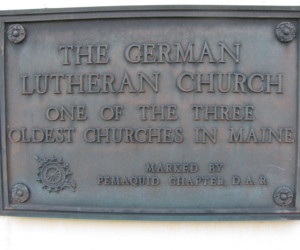 THE GERMAN
LUTHERAN CHURCH
ONE OF THE THREE
OLDEST CHURCHES IN MAINE
MARKED BY
PEMAQUID CHAPTER, D.A.R.